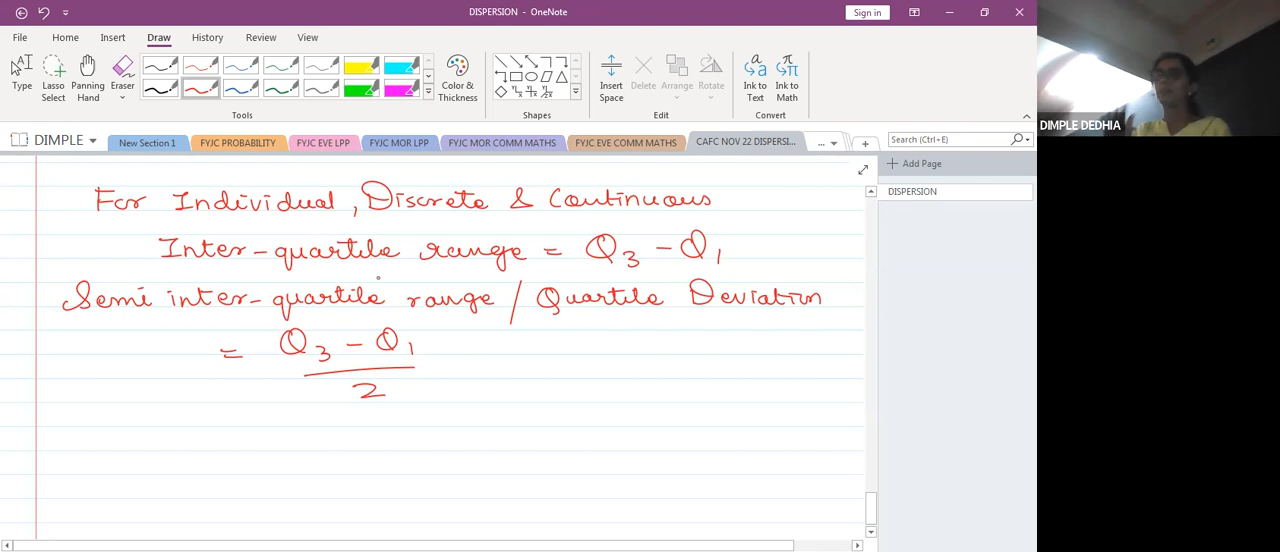 DISPERSION - OneNote
Sign in
File Home Insert Draw History Review View
Type
Lasso Select
Panning Hand
Eraser
Color & Thickness
Insert Space
Delete
Arrange
Rotate
Ink to Text
Ink to Math
Tools
Shapes
Edit
Convert
DIMPLE
New Section 1
FYJC PROBABILITY
FYJC EVE LPP
FYJC MOR LPP
FYJC MOR COMM MATHS
FYJC EVE COMM MATHS
CAFC NOV 22 DISPERSI...
...
Search (Ctrl+E)
Add Page
DISPERSION
DIMPLE DEDHIA
For Individual, Discrete & Continuous
Inter-quartile range = Q3 - Q1
Semi inter-quartile range / Quartile Deviation
= Q3 - Q1
2